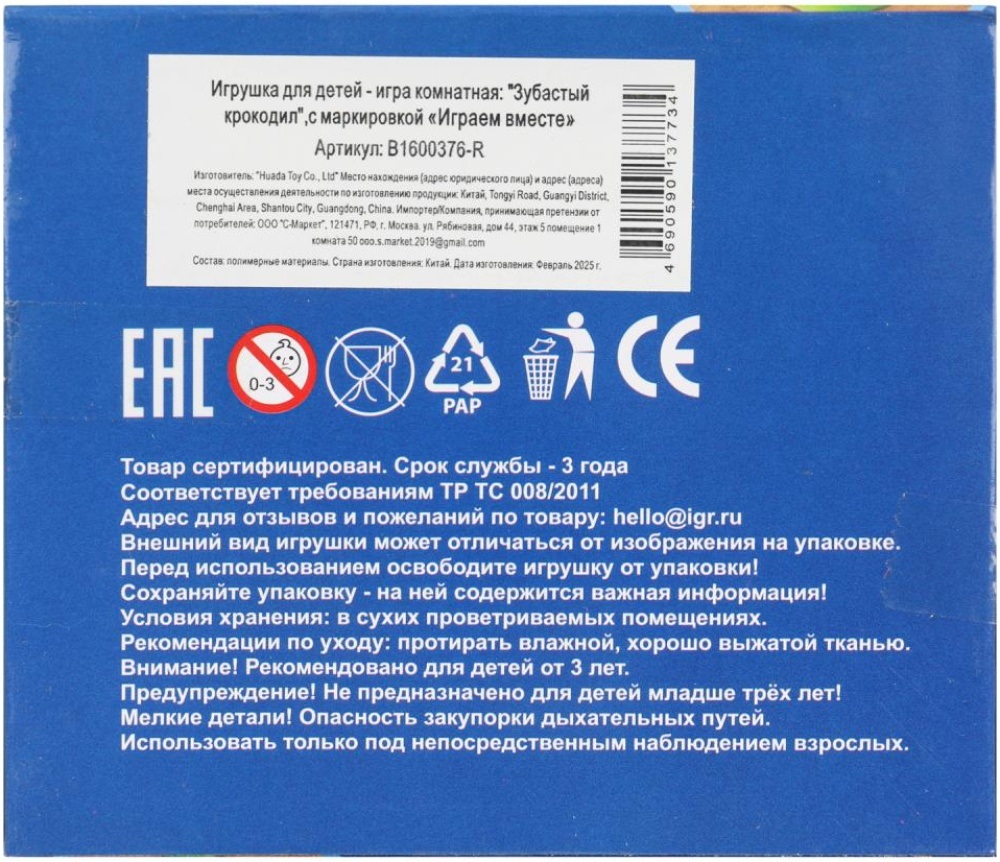 Игрушка для детей - игра комнатная: "Зубастый
крокодил",с маркировкой «Играем вместе»
Артикул: B1600376-R
Изготовитель: "Huada Toy Co., Ltd" Место нахождения (адрес юридического лица) и адрес (адреса)
места осуществления деятельности по изготовлению продукции: Китай, Tongyi Road, Guangyi District,
Chenghai Area, Shantou City, Guangdong, China. Импортер/Компания, принимающая претензии от
потребителей: ООО "С-Маркет", 121471, РФ, г. Москва. ул. Рябиновая, дом 44, этаж 5 помещение 1
комната 50 ooo.s.market.2019@gmail.com
Состав: полимерные материалы. Страна изготовления: Китай. Дата изготовления: Февраль 2025 г.
4 690590 137734
EAC
0-3
21
PAP
CE
Товар сертифицирован. Срок службы - 3 года
Соответствует требованиям ТР ТС 008/2011
Адрес для отзывов и пожеланий по товару: hello@igr.ru
Внешний вид игрушки может отличаться от изображения на упаковке.
Перед использованием освободите игрушку от упаковки!
Сохраняйте упаковку - на ней содержится важная информация!
Условия хранения: в сухих проветриваемых помещениях.
Рекомендации по уходу: протирать влажной, хорошо выжатой тканью.
Внимание! Рекомендовано для детей от 3 лет.
Предупреждение! Не предназначено для детей младше трёх лет!
Мелкие детали! Опасность закупорки дыхательных путей.
Использовать только под непосредственным наблюдением взрослых.